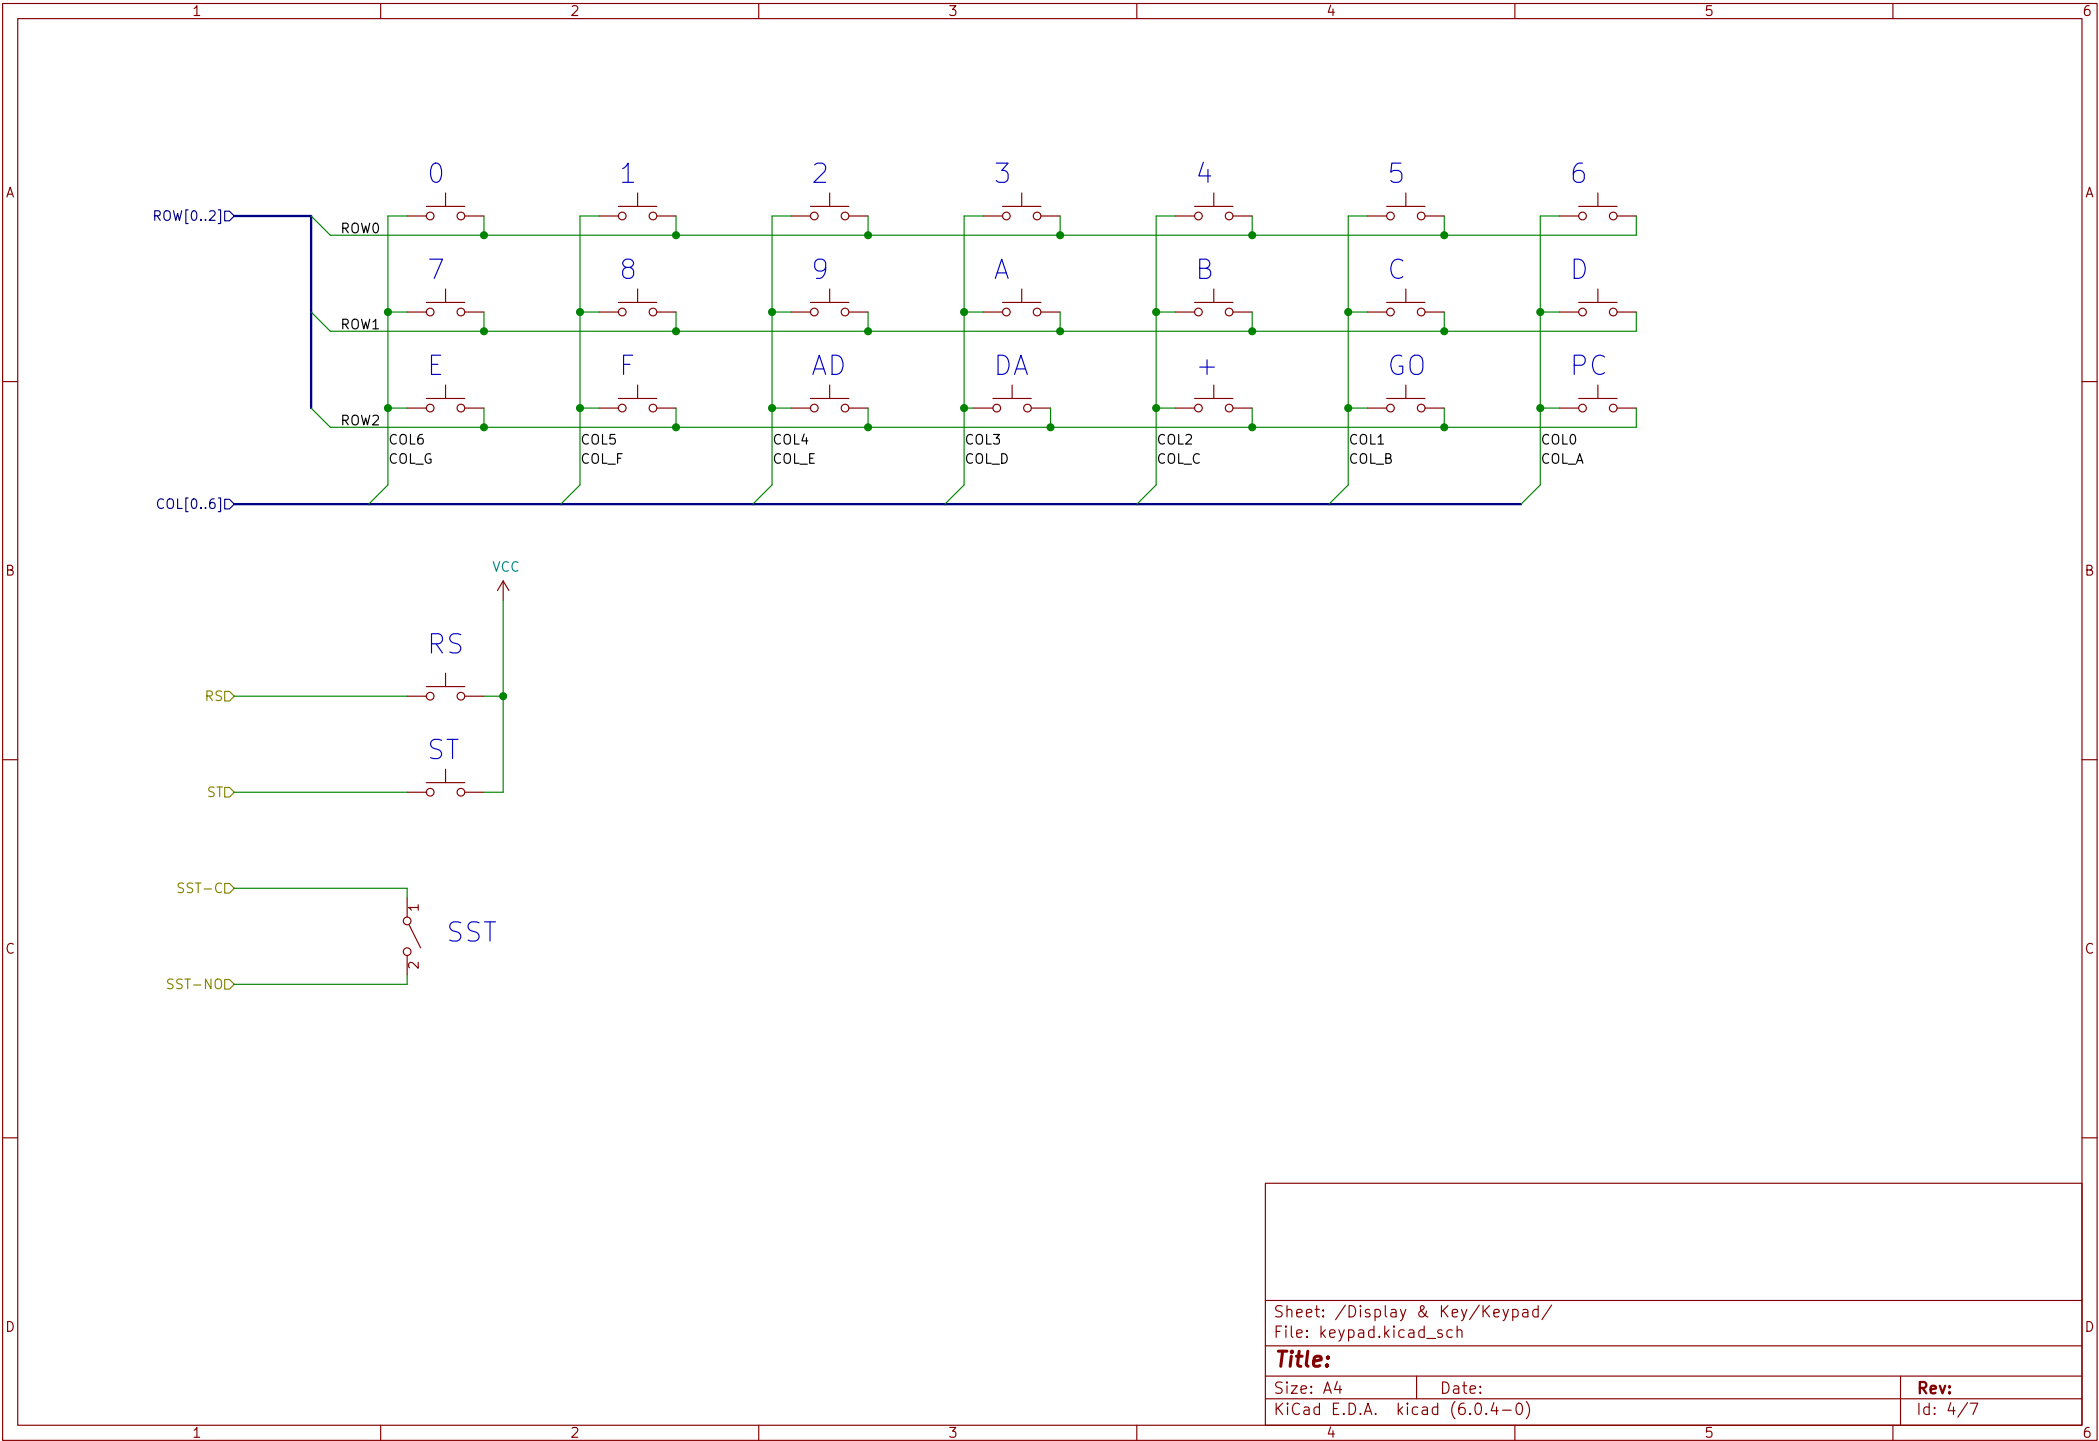 1 2 3 4 5 6
0 1 2 3 4 5 6
A A
ROW[0..2]
ROW0
7 8 9 A B C D
ROW1
E F AD DA + GO PC
ROW2
COL6 COL5 COL4 COL3 COL2 COL1 COL0
COL_G COL_F COL_E COL_D COL_C COL_B COL_A
COL[0..6]
VCC
B B
RS
RS
ST
ST
SST-C
1
SST
C C
2
SST-NO
Sheet: /Display & Key/Keypad/
D D
File: keypad.kicad_sch
Title:
Size: A4 Date: Rev:
KiCad E.D.A. kicad (6.0.4-0) Id: 4/7
1 2 3 4 5 6